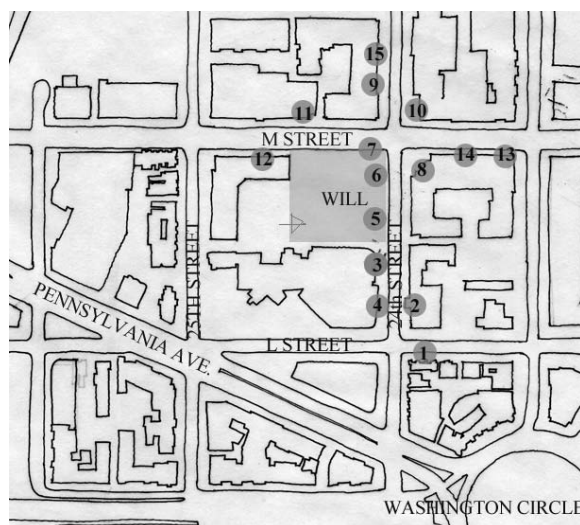 15
9
11
10
M STREET
7
12
6
8
14
13
WILL
5
25TH STREET
24th STREET
3
PENNSYLVANIA AVE.
4
2
L STREET
1
WASHINGTON CIRCLE